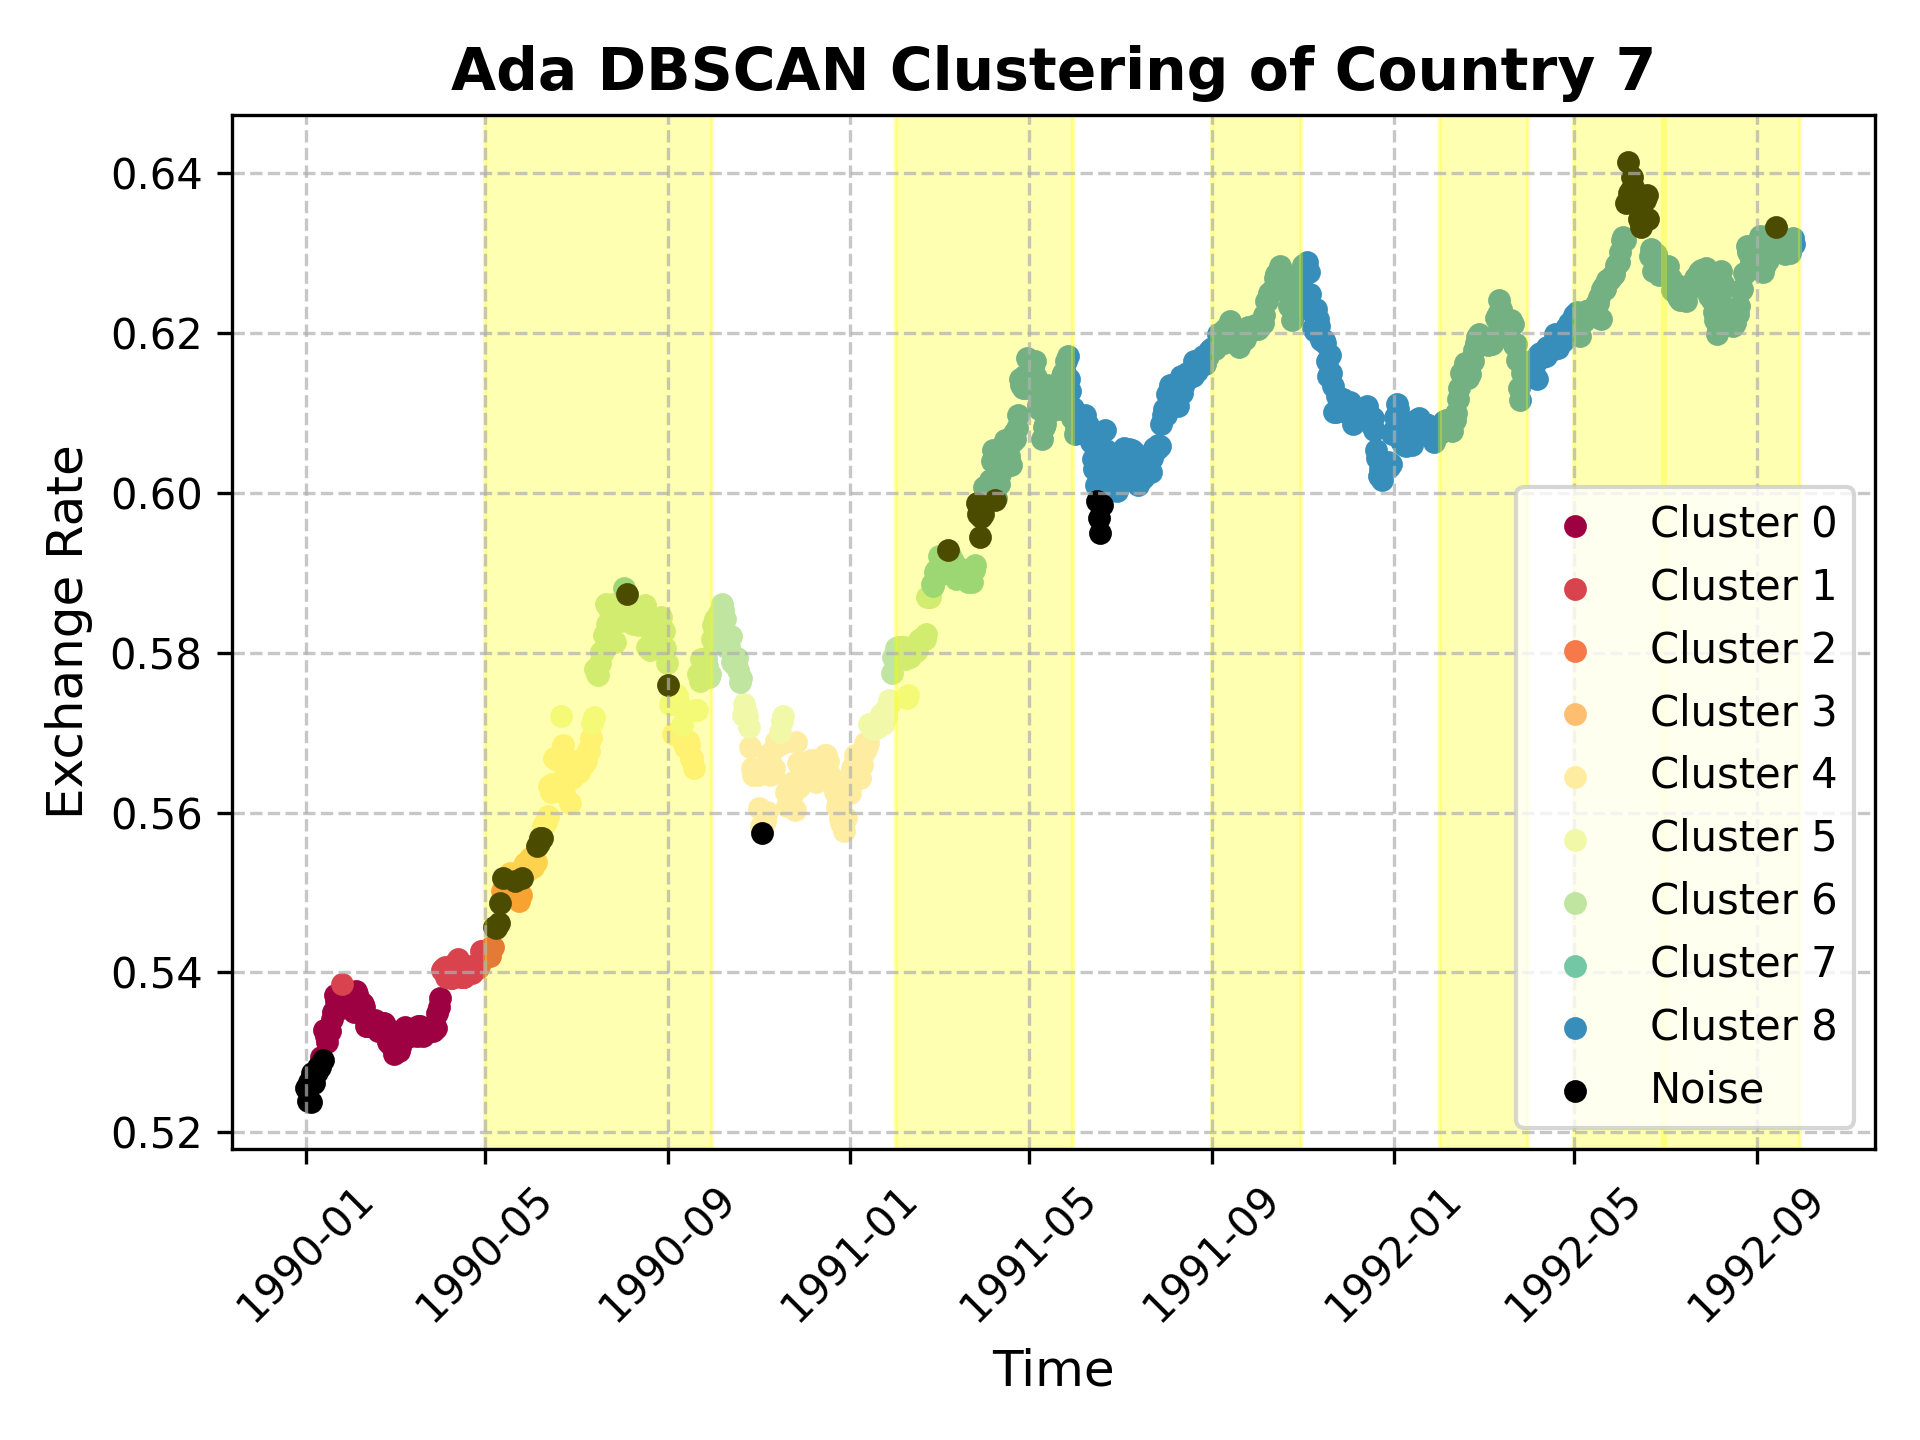 Ada DBSCAN Clustering of Country 7
Exchange Rate
0.64
0.62
0.60
0.58
0.56
0.54
0.52
Cluster 0
Cluster 1
Cluster 2
Cluster 3
Cluster 4
Cluster 5
Cluster 6
Cluster 7
Cluster 8
Noise
1990-01
1990-05
1990-09
1991-01
1991-05
1991-09
1992-01
1992-05
1992-09
Time